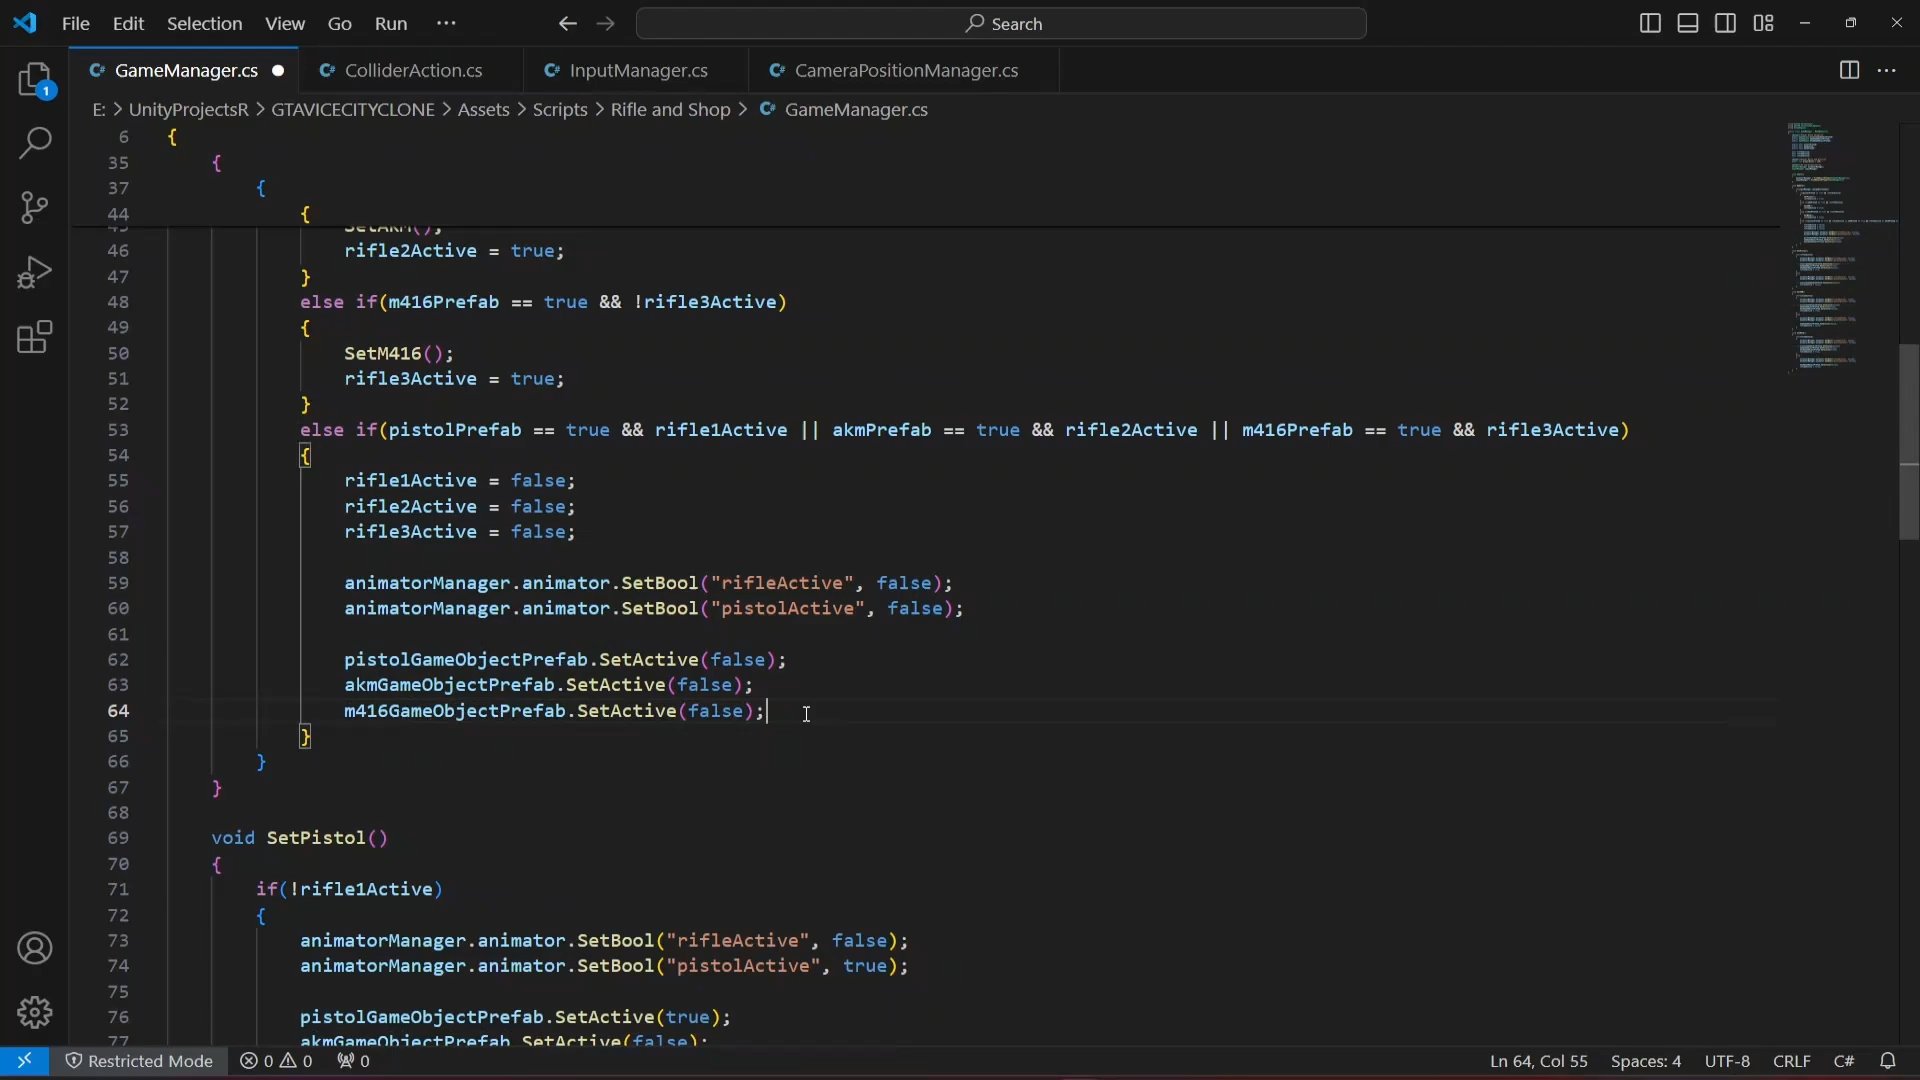 File Edit Selection View Go Run ··· Search
GameManager.cs ColliderAction.cs InputManager.cs CameraPositionManager.cs
E: > UnityProjectsR > GTAVICECITYCLONE > Assets > Scripts > Rifle and Shop > GameManager.cs
6 {
35 {
37 {
44 {
45 SetAKM();
46 rifle2Active = true;
47 }
48 else if(m416Prefab == true && !rifle3Active)
49 {
50 SetM416();
51 rifle3Active = true;
52 }
53 else if(pistolPrefab == true && rifle1Active || akmPrefab == true && rifle2Active || m416Prefab == true && rifle3Active)
54 {
55 rifle1Active = false;
56 rifle2Active = false;
57 rifle3Active = false;
58
59 animatorManager.animator.SetBool("rifleActive", false);
60 animatorManager.animator.SetBool("pistolActive", false);
61
62 pistolGameObjectPrefab.SetActive(false);
63 akmGameObjectPrefab.SetActive(false);
64 m416GameObjectPrefab.SetActive(false);
65 }
66 }
67 }
68
69 void SetPistol()
70 {
71 if(!rifle1Active)
72 {
73 animatorManager.animator.SetBool("rifleActive", false);
74 animatorManager.animator.SetBool("pistolActive", true);
75
76 pistolGameObjectPrefab.SetActive(true);
77 akmGameObjectPrefab.SetActive(false);
1
Restricted Mode 0 0 0 Ln 64, Col 55 Spaces: 4 UTF-8 CRLF C#